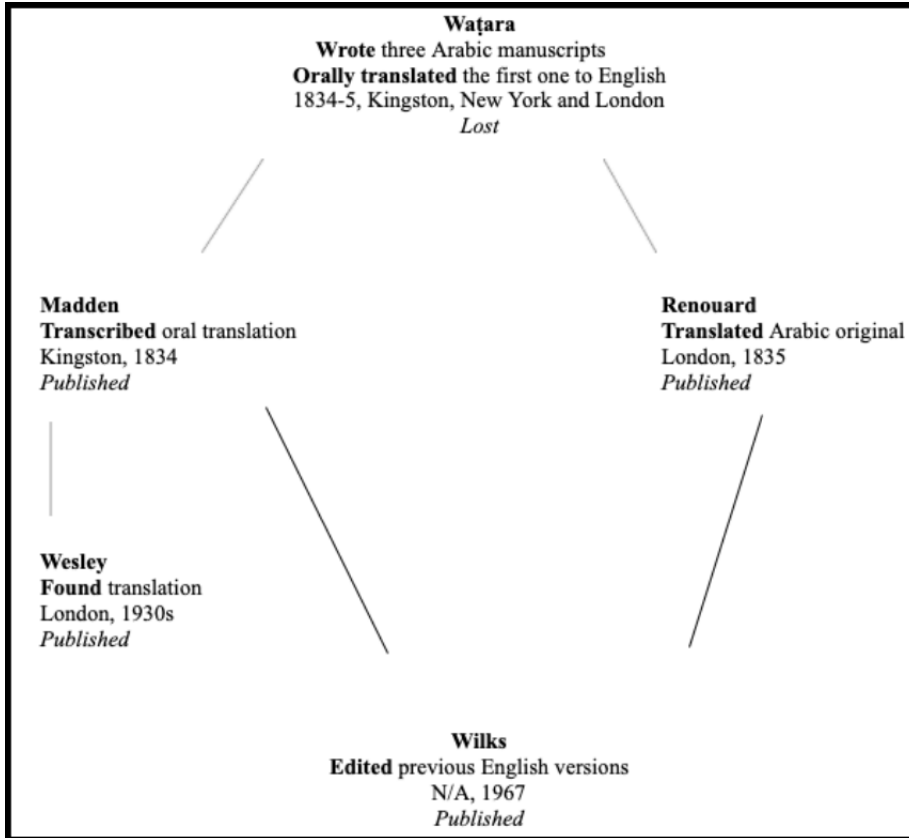 Waṭara
Wrote three Arabic manuscripts
Orally translated the first one to English
1834-5, Kingston, New York and London
Lost
Madden
Transcribed oral translation
Kingston, 1834
Published
Renouard
Translated Arabic original
London, 1835
Published
Wesley
Found translation
London, 1930s
Published
Wilks
Edited previous English versions
N/A, 1967
Published